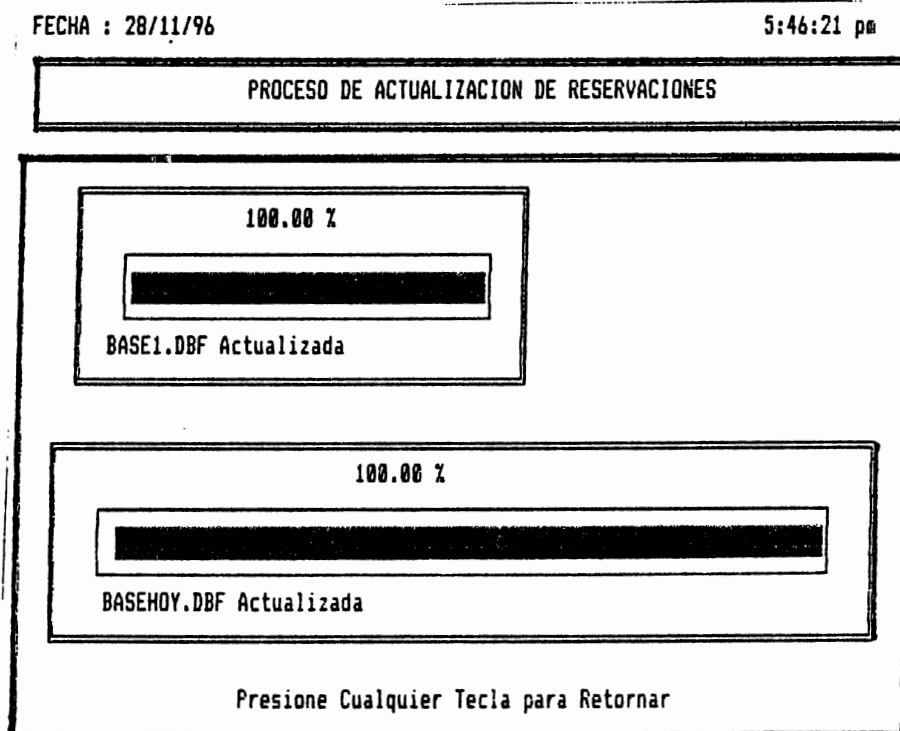 FECHA : 28/11/96 5:46:21 pm
PROCESO DE ACTUALIZACION DE RESERVACIONES
100.00 %
BASE1.DBF Actualizada
100.00 %
BASEHOY.DBF Actualizada
Presione Cualquier Tecla para Retornar